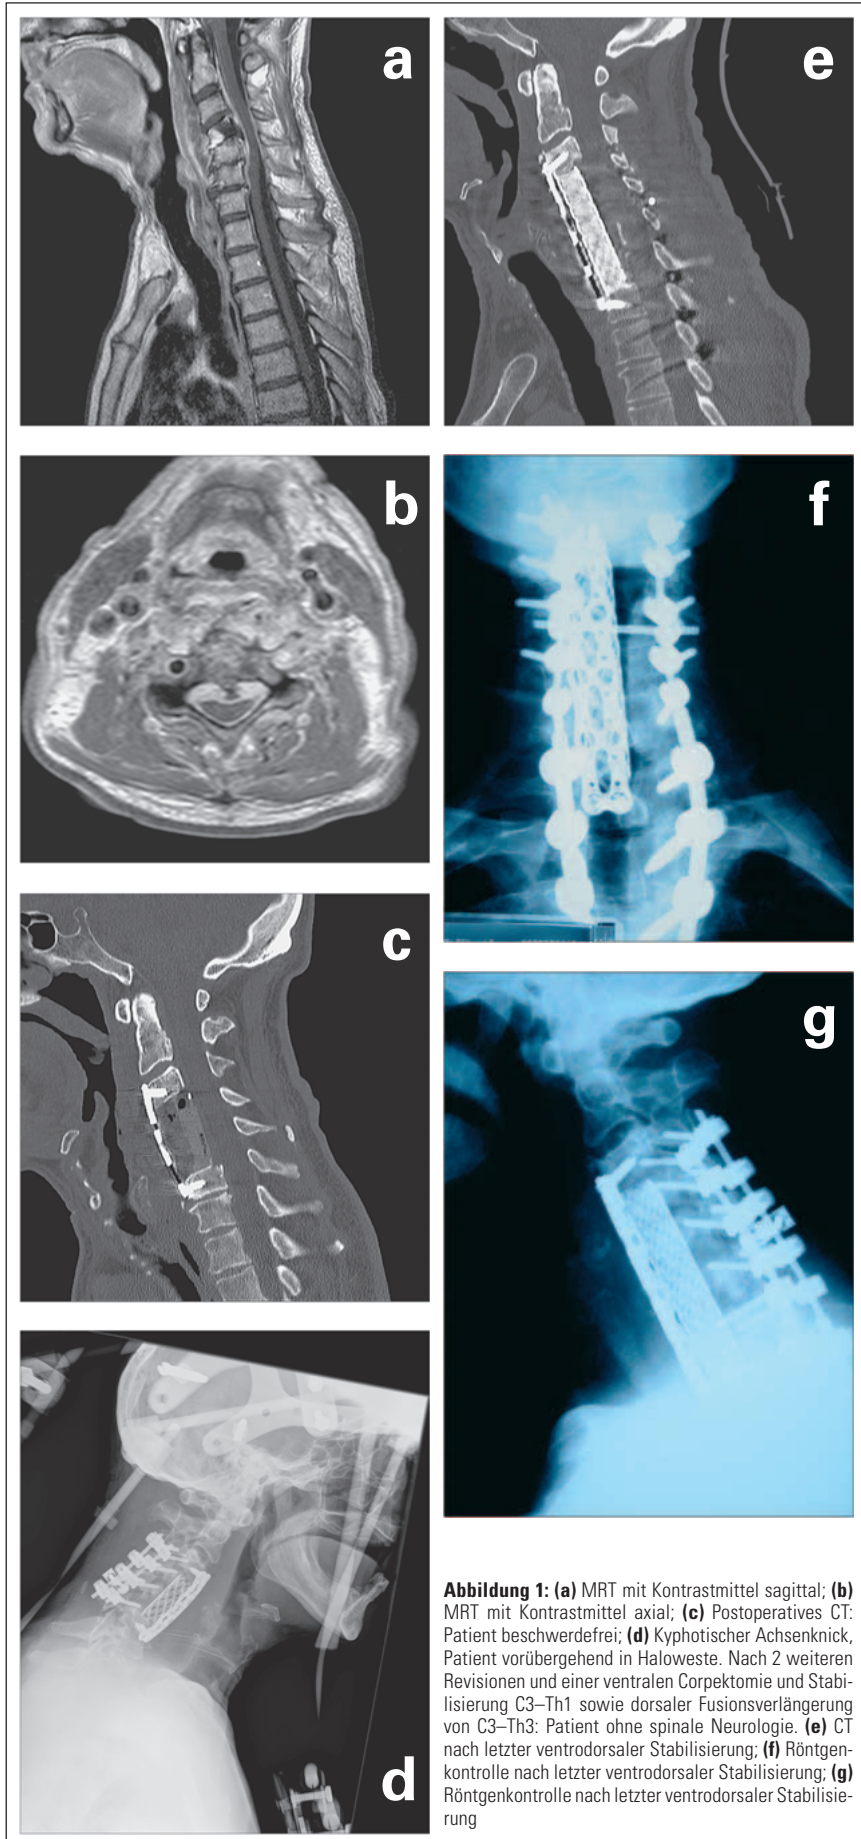 a
e
b
f
c
g
d
Abbildung 1: (a) MRT mit Kontrastmittel sagittal; (b)
MRT mit Kontrastmittel axial; (c) Postoperatives CT:
Patient beschwerdefrei; (d) Kyphotischer Achsenknick,
Patient vorübergehend in Haloweste. Nach 2 weiteren
Revisionen und einer ventralen Corpektomie und Stabi-
lisierung C3–Th1 sowie dorsaler Fusionsverlängerung
von C3–Th3: Patient ohne spinale Neurologie. (e) CT
nach letzter ventrodorsaler Stabilisierung; (f) Röntgen-
kontrolle nach letzter ventrodorsaler Stabilisierung; (g)
Röntgenkontrolle nach letzter ventrodorsaler Stabilisie-
rung